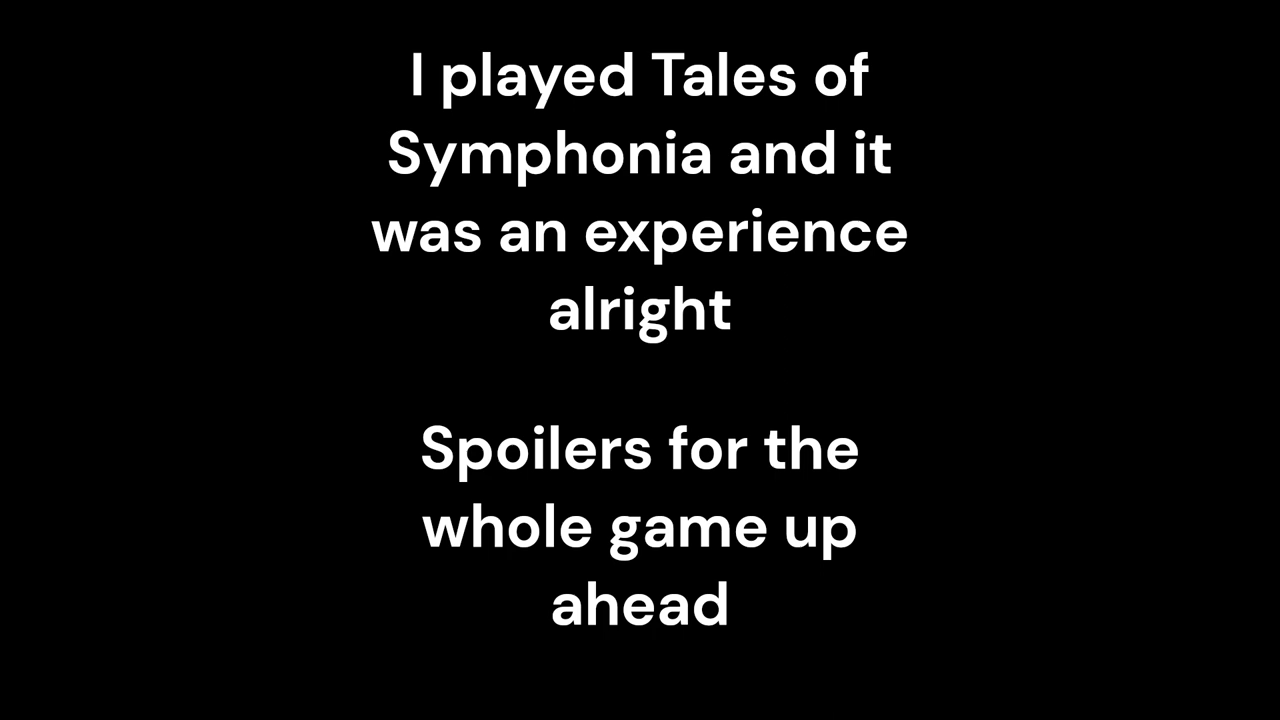 I played Tales of
Symphonia and it
was an experience
alright
Spoilers for the
whole game up
ahead